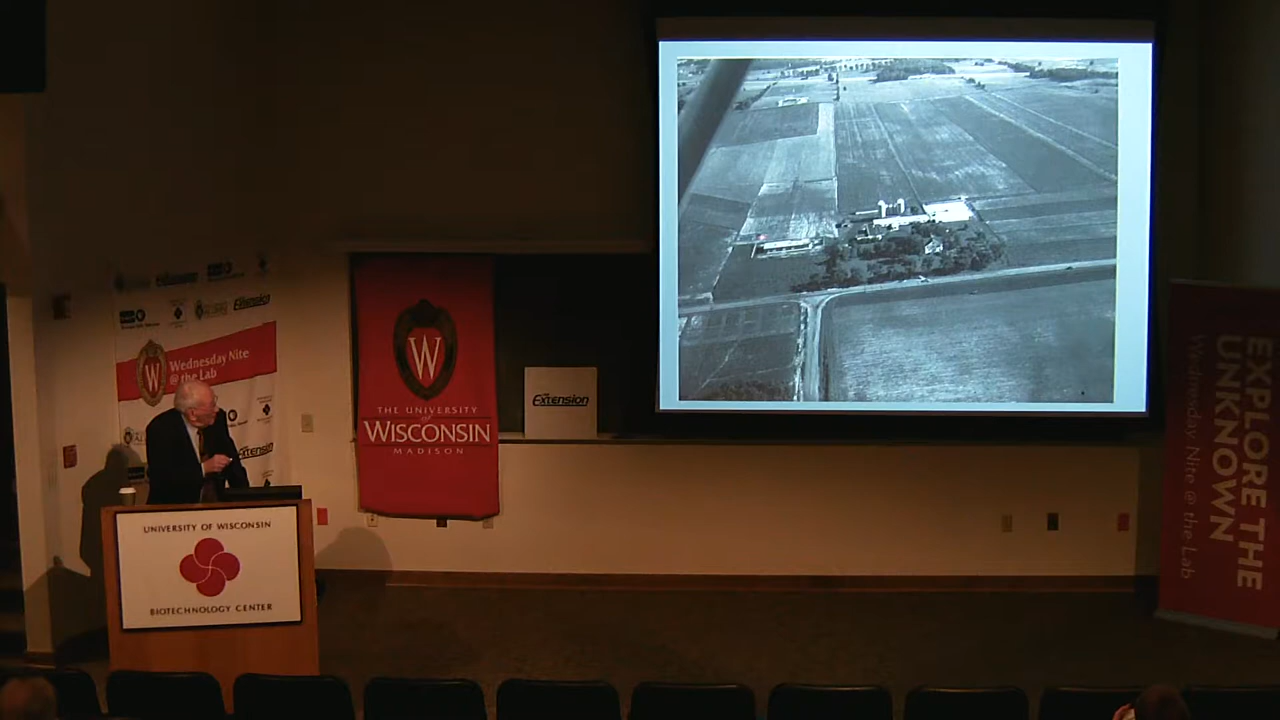 Wednesday Nite
@ the Lab
Extension
W
THE UNIVERSITY
of
WISCONSIN
MADISON
Extension
UNIVERSITY OF WISCONSIN
BIOTECHNOLOGY CENTER
EXPLORE THE
UNKNOWN
Wednesday Nite @ the Lab